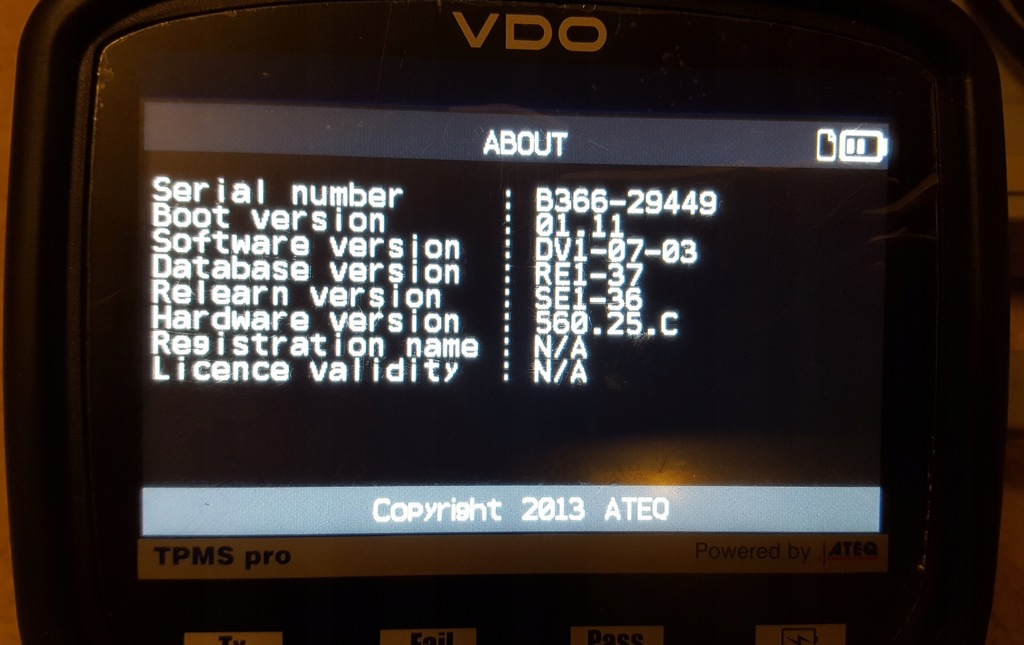 VDO
ABOUT
Serial number : B366-29449
Boot version : 01.11
Software version : DV1-07-03
Database version : RE1-37
Relearn version : SE1-36
Hardware version : 560.25.C
Registration name : N/A
Licence validity : N/A
Copyright 2013 ATEQ
TPMS pro Powered by ATEQ
Tx Fail Pass